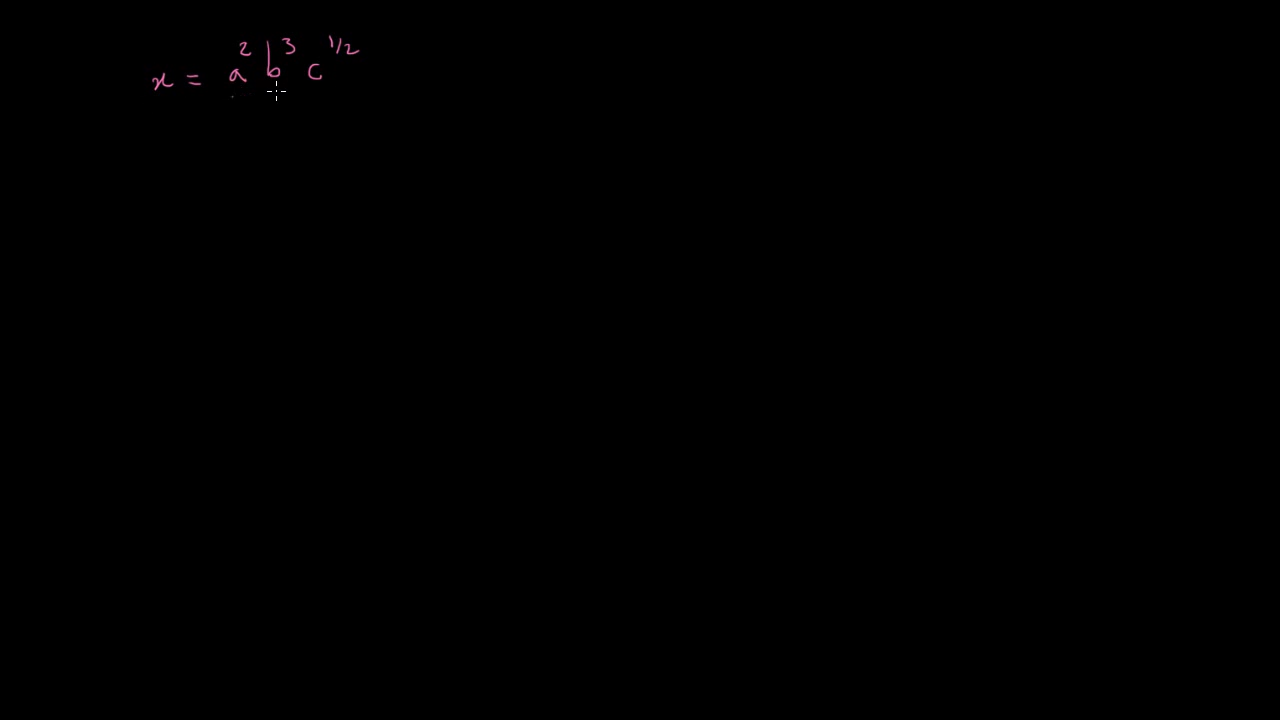 x = a² b³ c^1/2